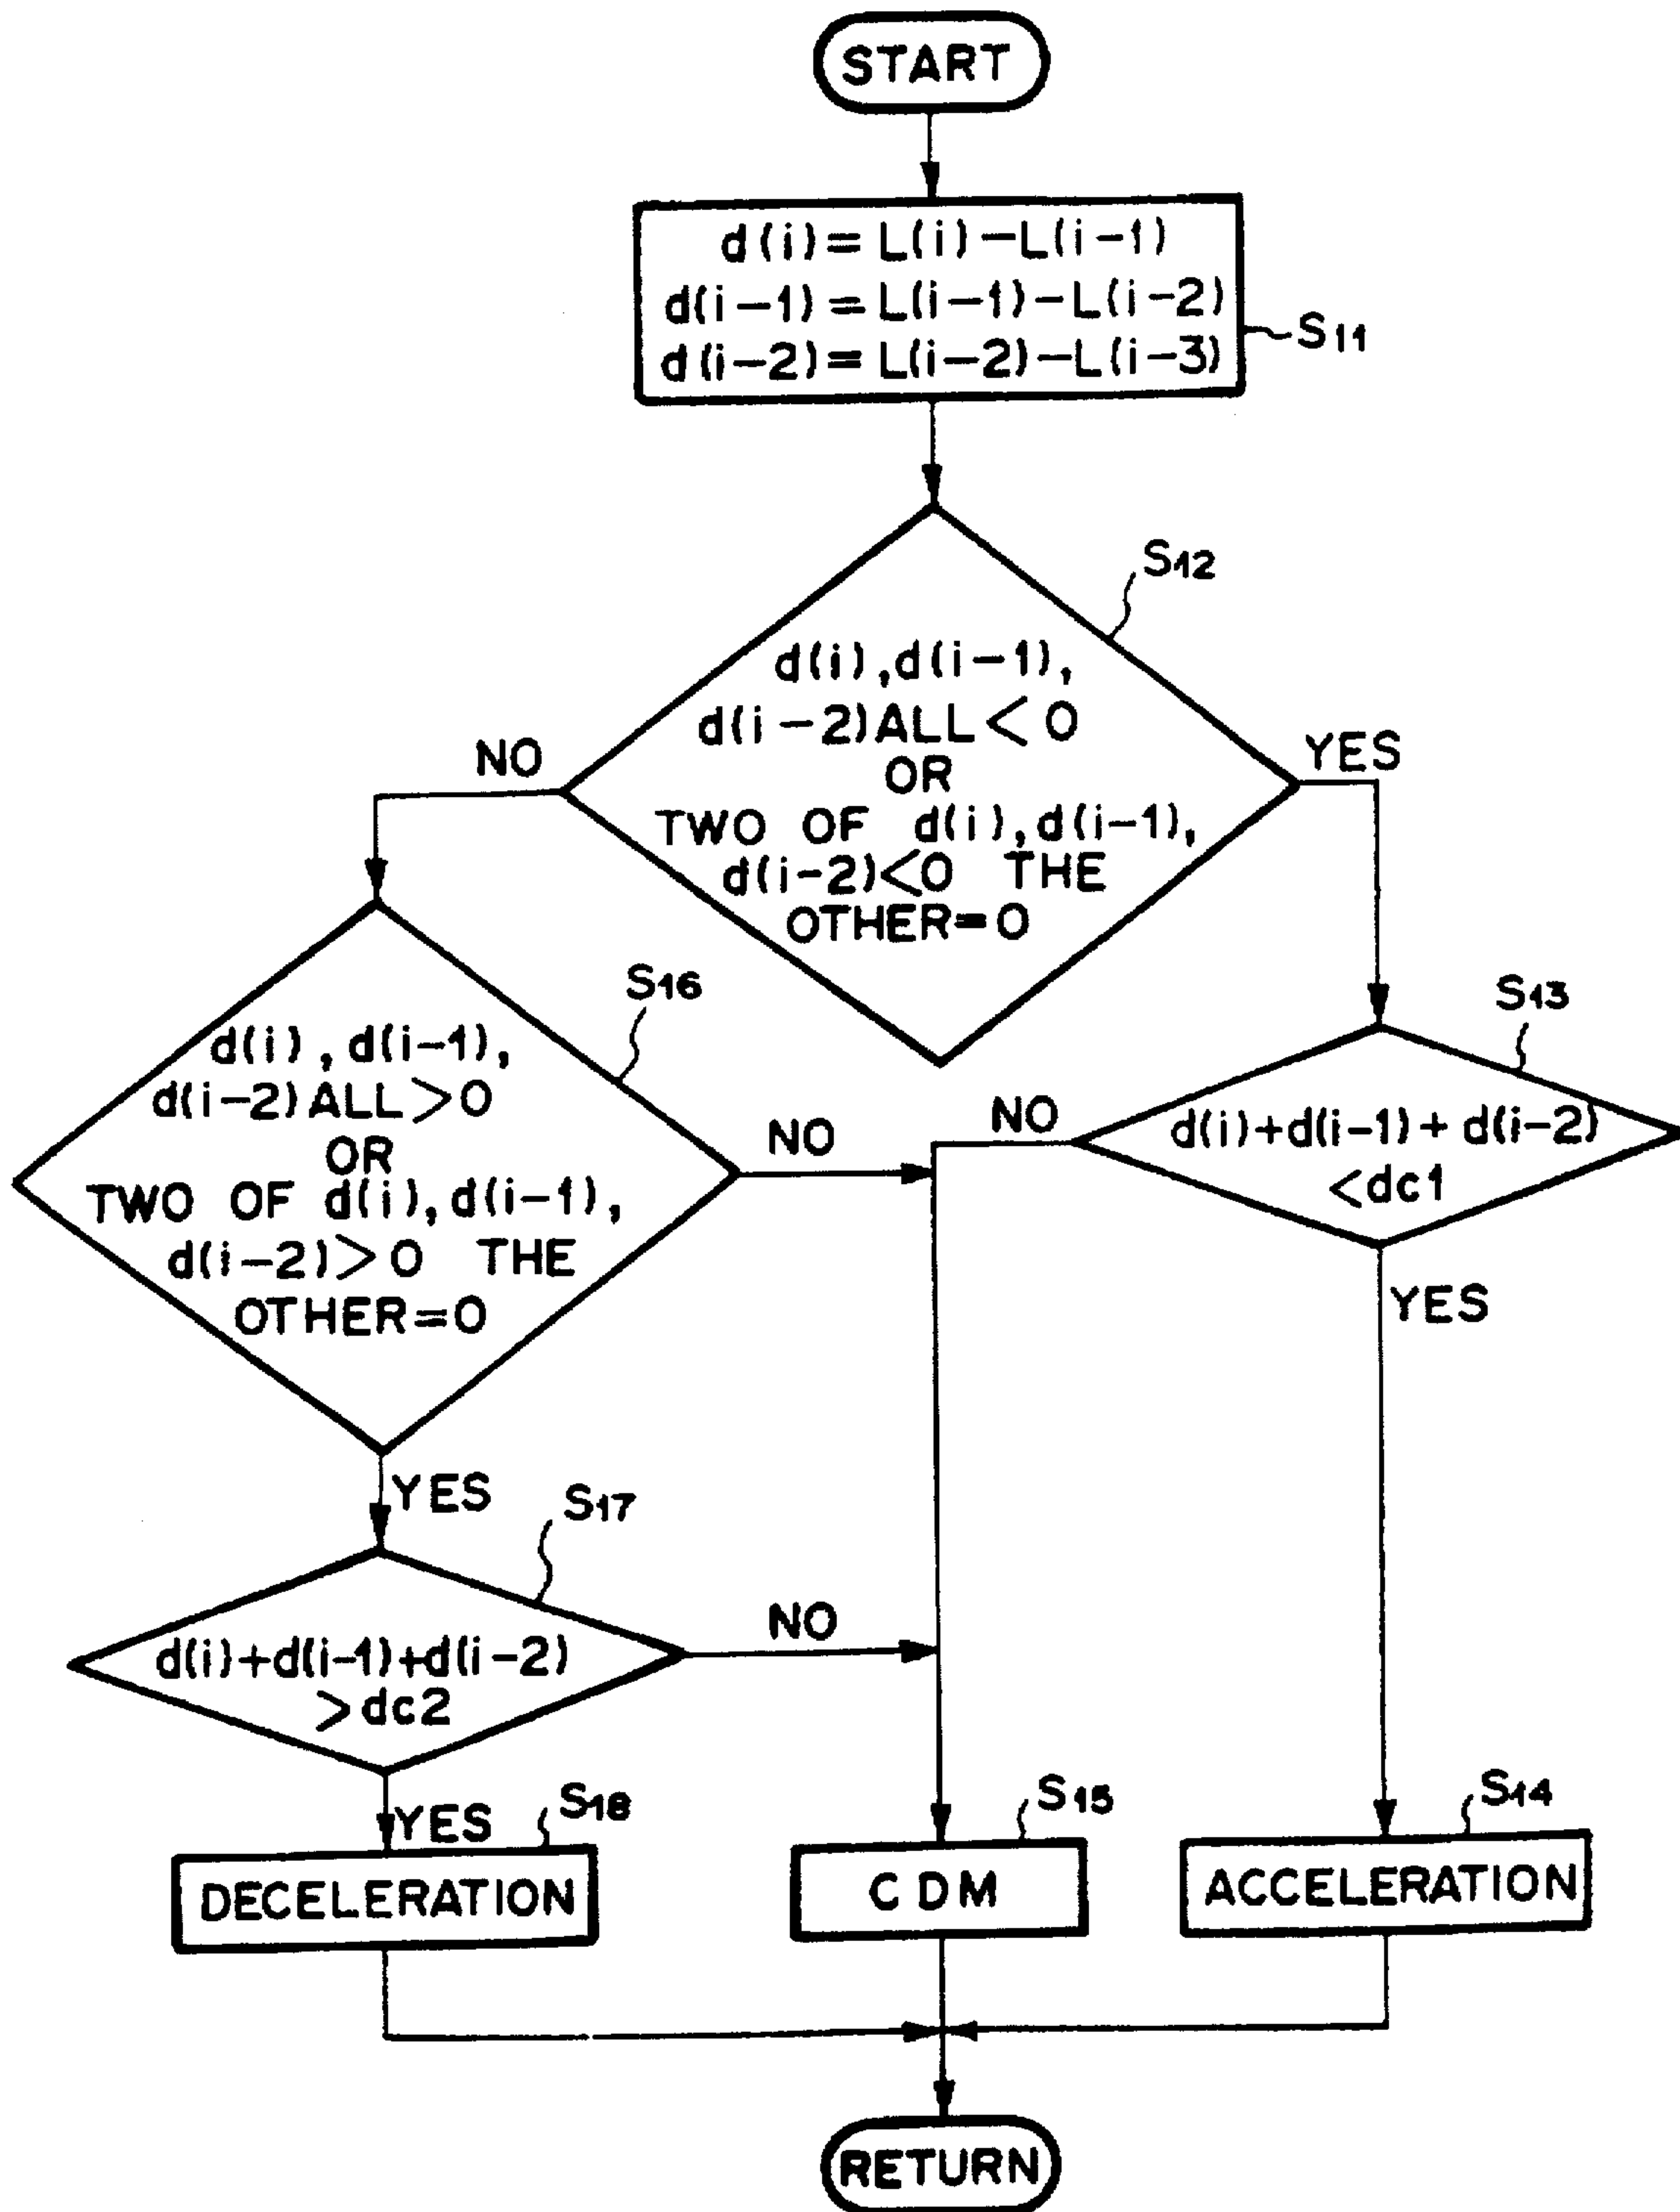 START
d(i)=L(i)-L(i-1)
d(i-1)=L(i-1)-L(i-2)
d(i-2)=L(i-2)-L(i-3)
S11
S12
d(i),d(i-1),
d(i-2)ALL<0
OR
TWO OF d(i),d(i-1),
d(i-2)<0 THE
OTHER=0
NO
YES
S16
d(i),d(i-1),
d(i-2)ALL>0
OR
TWO OF d(i),d(i-1),
d(i-2)>0 THE
OTHER=0
NO
YES
S13
d(i)+d(i-1)+d(i-2)
<dc1
NO
YES
S17
d(i)+d(i-1)+d(i-2)
>dc2
NO
YES
S18
DECELERATION
S15
CDM
S14
ACCELERATION
RETURN